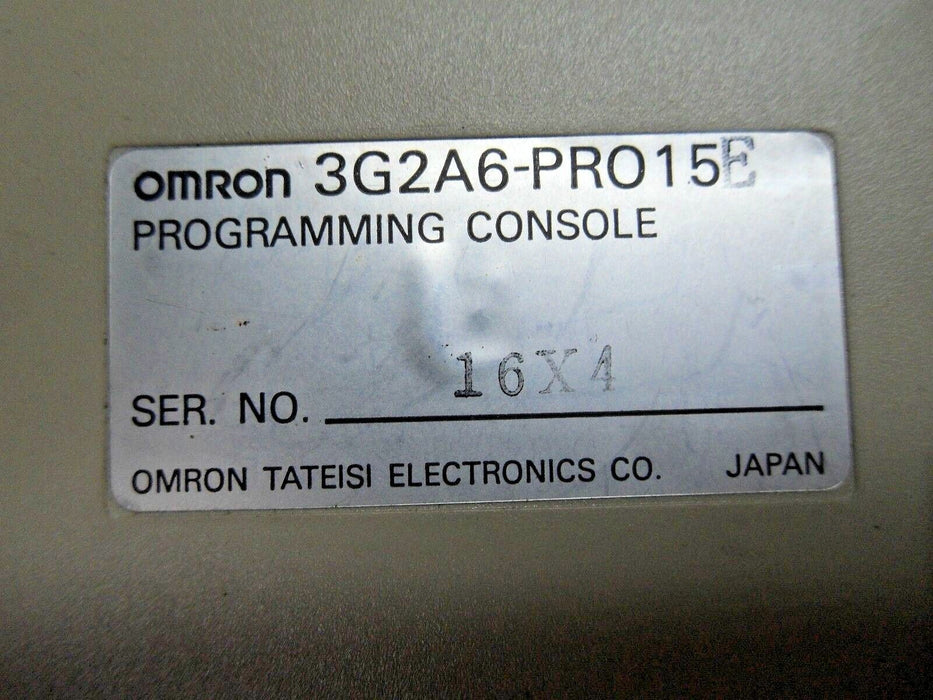 omRon 3G2A6-PRO15E
PROGRAMMING CONSOLE
16X4
SER. NO.
OMRON TATEISI ELECTRONICS CO. JAPAN